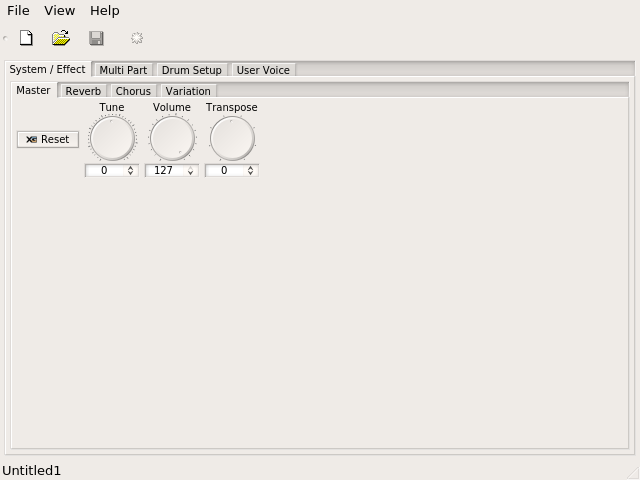 File View Help
System / Effect Multi Part Drum Setup User Voice
Master Reverb Chorus Variation
Tune Volume Transpose
Reset
0 127 0
Untitled1